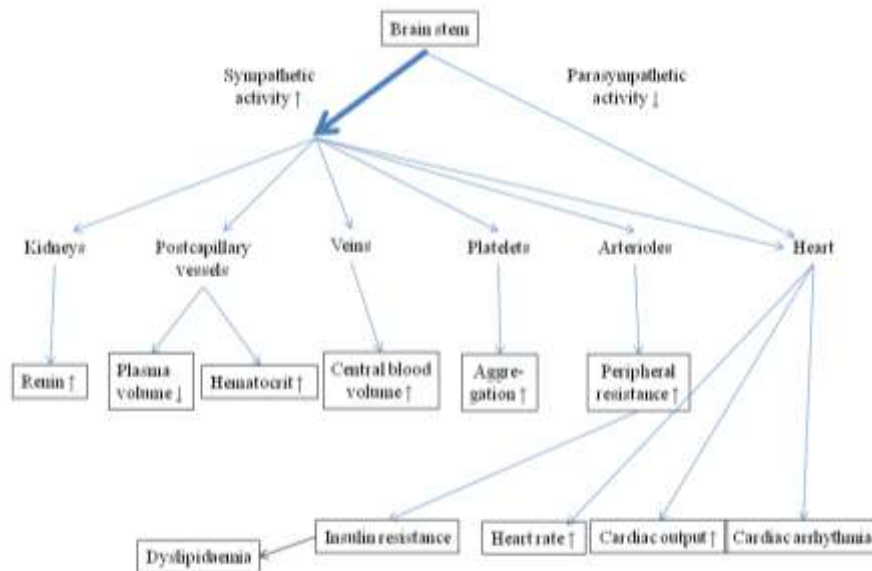 Brain stem
Sympathetic
activity ↑
Parasympathetic
activity ↓
Kidneys
Postcapillary
vessels
Veins
Platelets
Arterioles
Heart
Renin ↑
Plasma
volume ↓
Hematocrit ↑
Central blood
volume ↑
Aggre-
gation ↑
Peripheral
resistance ↑
Insulin resistance
Heart rate ↑
Cardiac output ↑
Cardiac arrhythmia
Dyslipidaemia